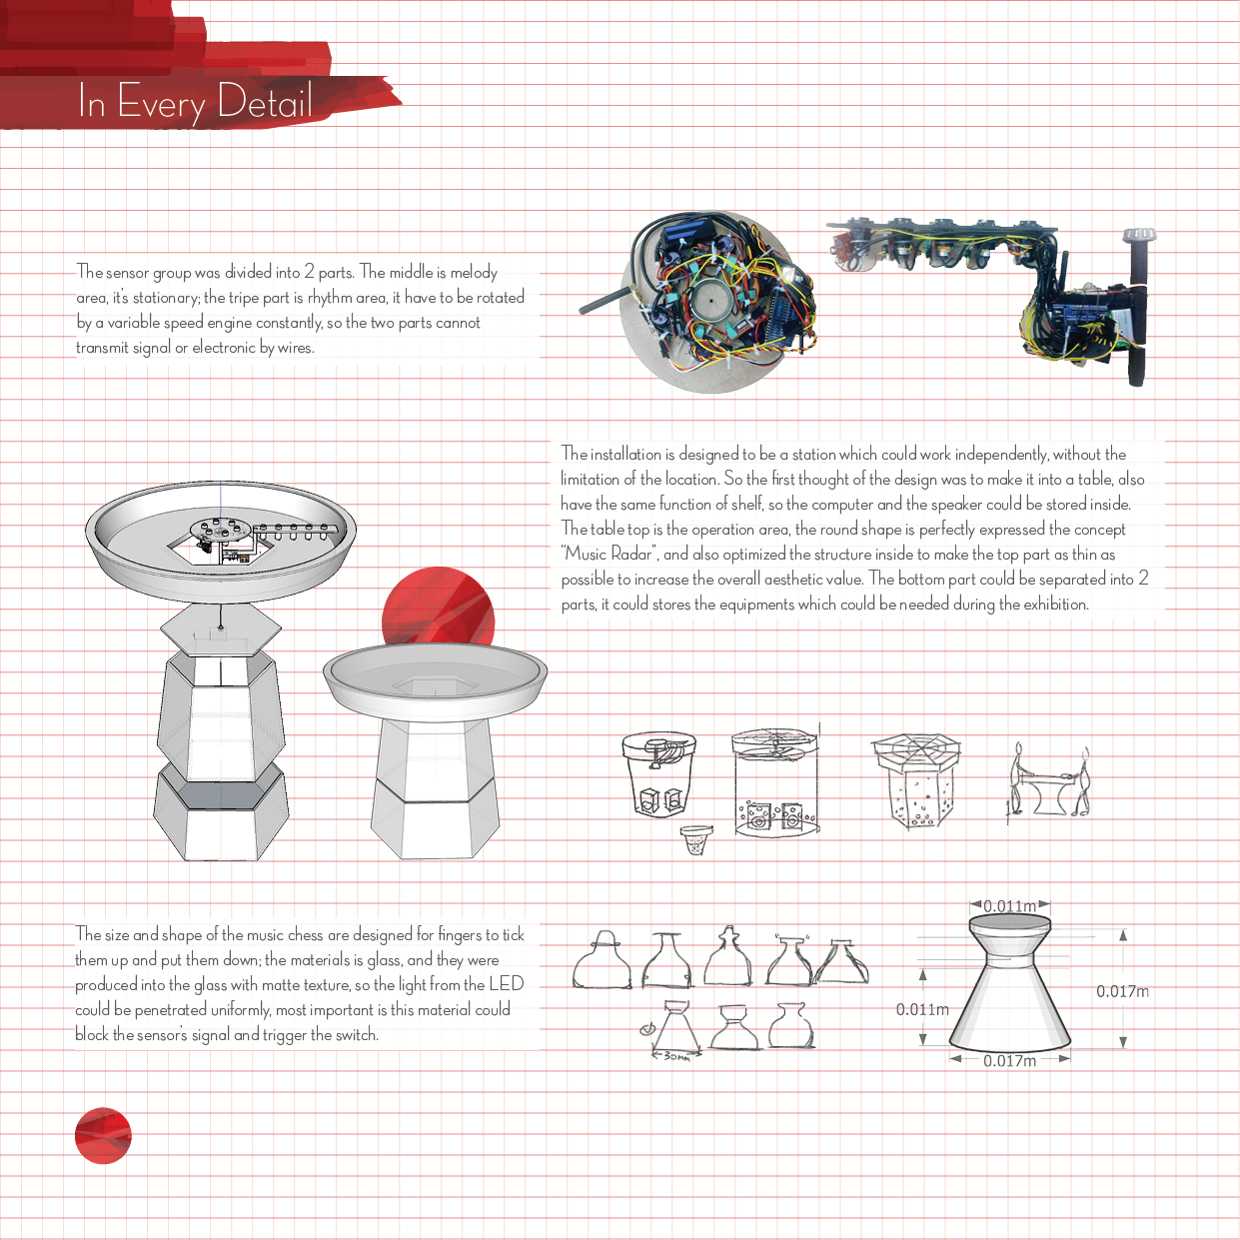 In Every Detail
The sensor group was divided into 2 parts. The middle is melody
area, it's stationary; the tripe part is rhythm area, it have to be rotated
by a variable speed engine constantly, so the two parts cannot
transmit signal or electronic by wires.
The installation is designed to be a station which could work independently, without the
limitation of the location. So the first thought of the design was to make it into a table, also
have the same function of shelf, so the computer and the speaker could be stored inside.
The table top is the operation area, the round shape is perfectly expressed the concept
"Music Radar", and also optimized the structure inside to make the top part as thin as
possible to increase the overall aesthetic value. The bottom part could be separated into 2
parts, it could stores the equipments which could be needed during the exhibition.
The size and shape of the music chess are designed for fingers to tick
them up and put them down; the materials is glass, and they were
produced into the glass with matte texture, so the light from the LED
could be penetrated uniformly, most important is this material could
block the sensor's signal and trigger the switch.
30mm
0.011m
0.017m
0.011m
0.017m